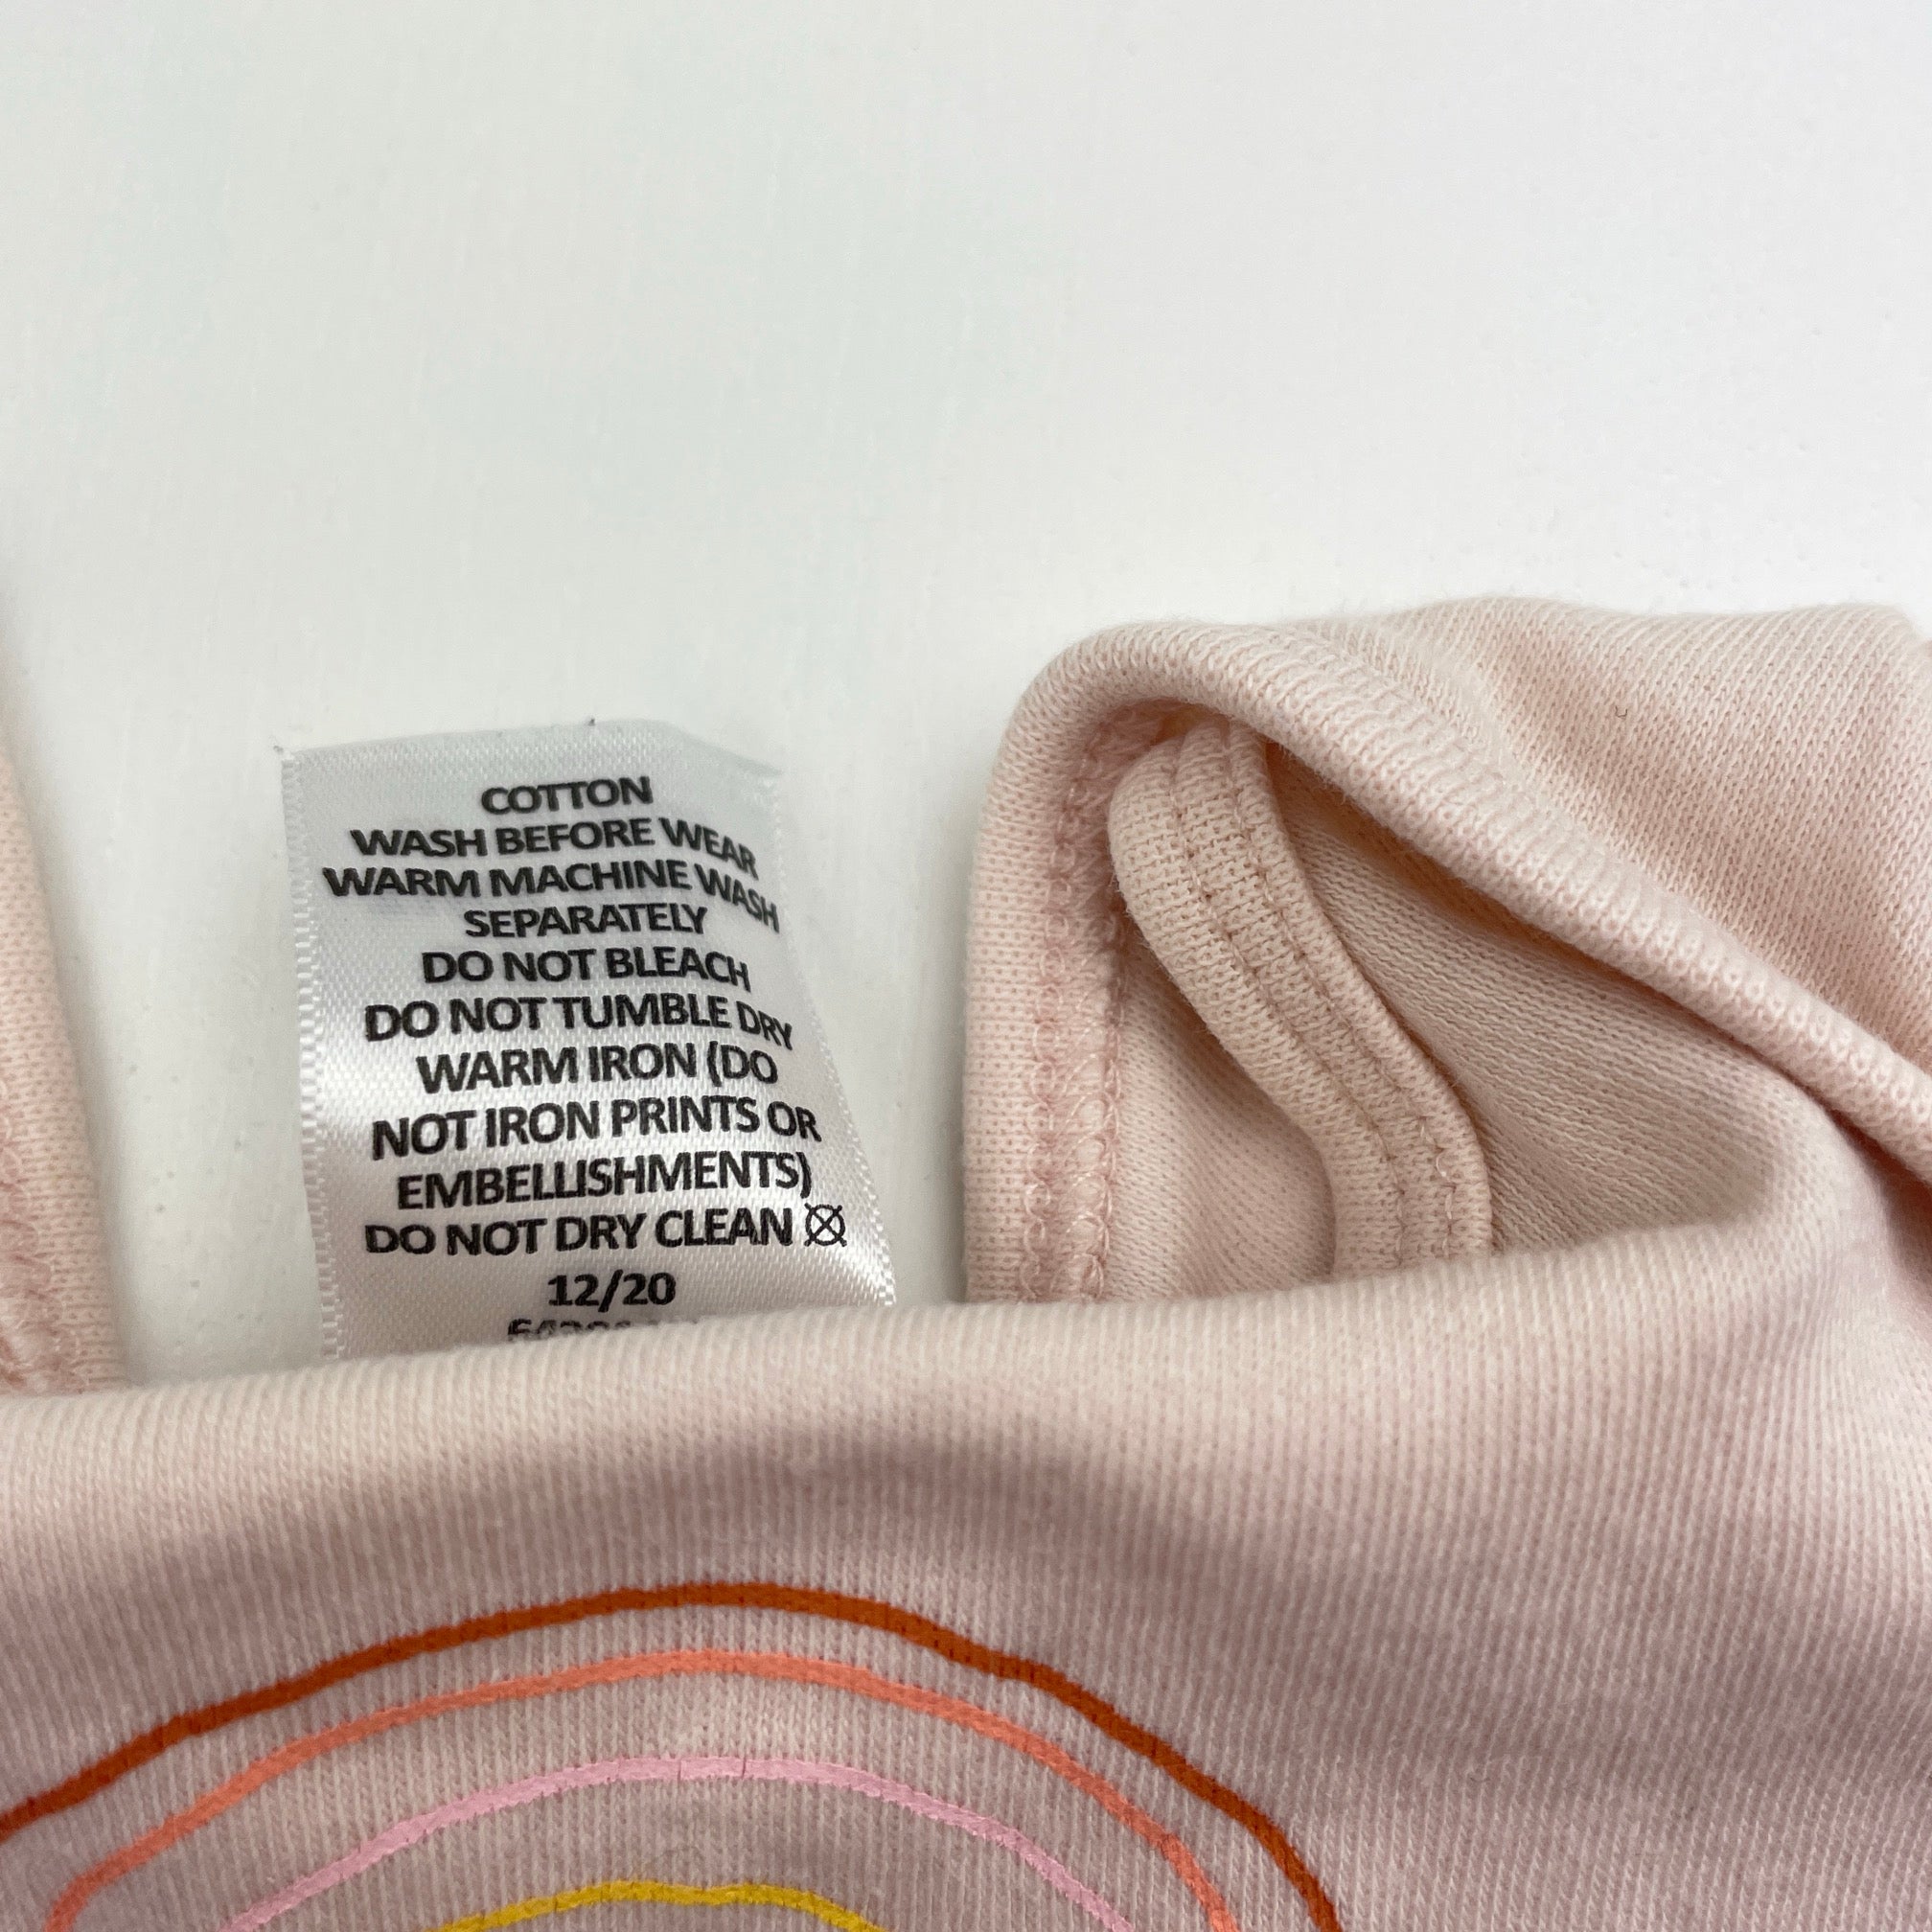 COTTON
WASH BEFORE WEAR
WARM MACHINE WASH
SEPARATELY
DO NOT BLEACH
DO NOT TUMBLE DRY
WARM IRON (DO
NOT IRON PRINTS OR
EMBELLISHMENTS)
DO NOT DRY CLEAN
12/20